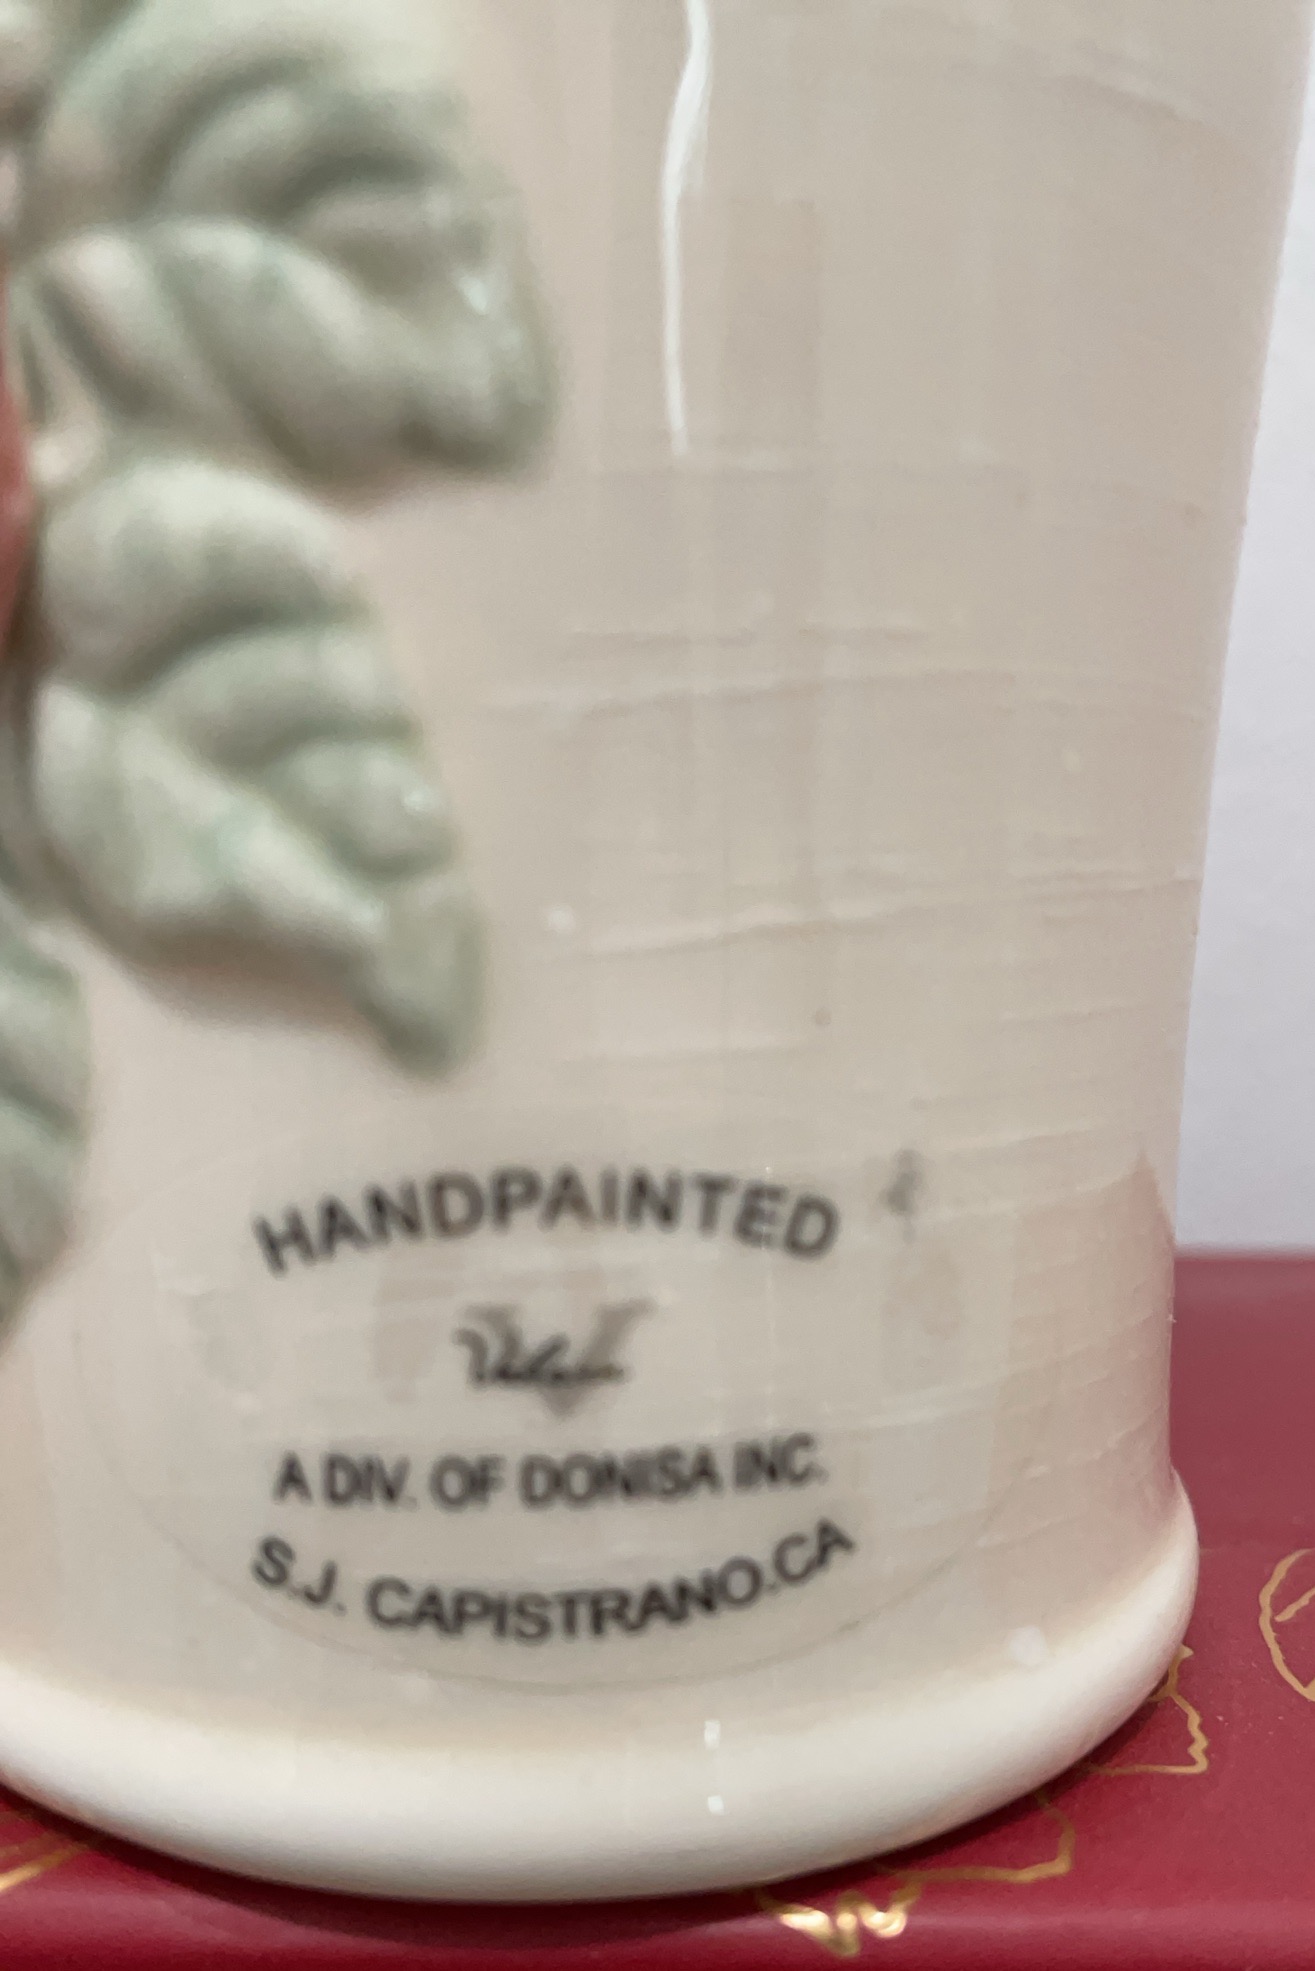 HANDPAINTED
A DIV. OF DONISA INC.
S.J. CAPISTRANO.CA